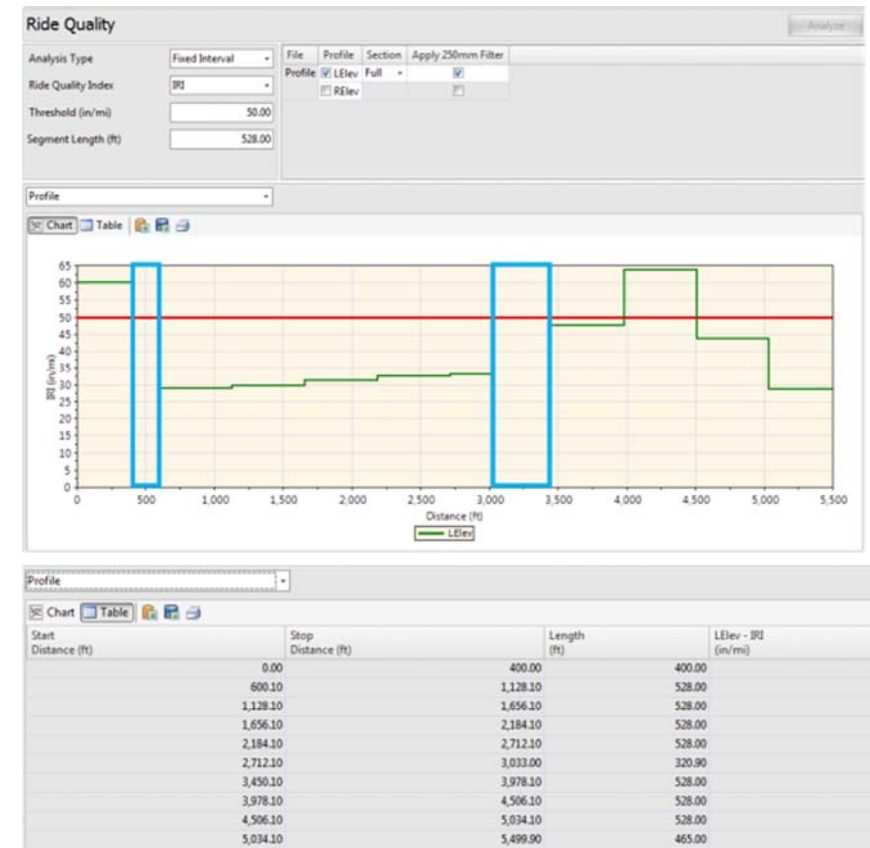 Ride Quality
Analyze
Analysis Type Fixed Interval
Ride Quality Index IRI
Threshold (in/mi) 50.00
Segment Length (ft) 528.00
File Profile Section Apply 250mm Filter
Profile LElev Full
RElev
Profile
Chart Table
65
60
55
50
45
40
35
30
25
20
15
10
5
0
IRI (in/mi)
0 500 1,000 1,500 2,000 2,500 3,000 3,500 4,000 4,500 5,000 5,500
Distance (ft)
LElev
Profile
Chart Table
Start Stop Length LElev - IRI
Distance (ft) Distance (ft) (ft) (in/mi)
0.00 400.00 400.00
600.10 1,128.10 528.00
1,128.10 1,656.10 528.00
1,656.10 2,184.10 528.00
2,184.10 2,712.10 528.00
2,712.10 3,033.00 320.90
3,450.10 3,978.10 528.00
3,978.10 4,506.10 528.00
4,506.10 5,034.10 528.00
5,034.10 5,499.90 465.00